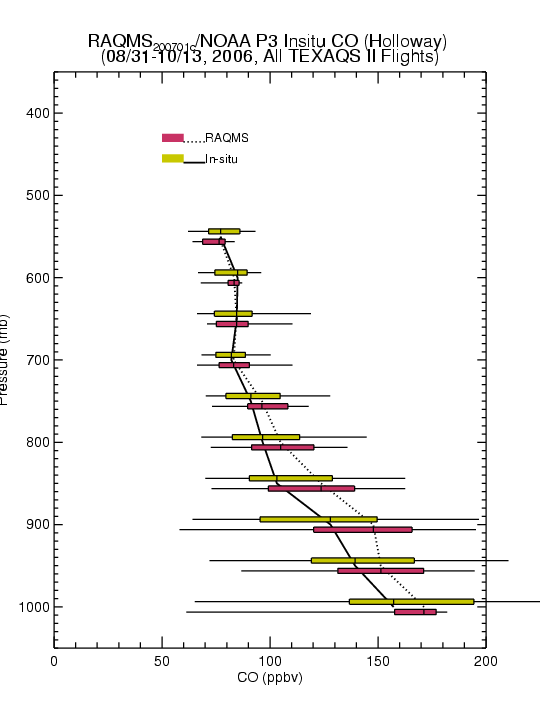 RAQMS200701c/NOAA P3 Insitu CO (Holloway)
(08/31-10/13, 2006, All TEXAQS II Flights)
400
RAQMS
In-situ
500
600
700
Pressure (mb)
800
900
1000
0 50 100 150 200
CO (ppbv)